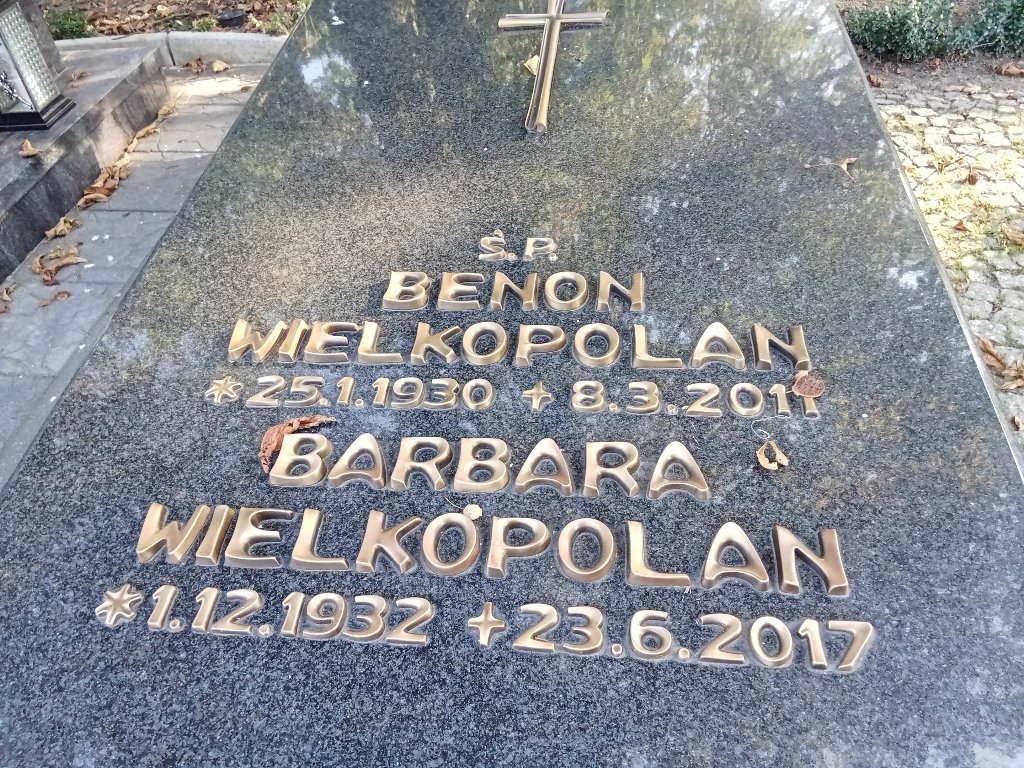 Ś.P.
BENON
WIELKOPOLAN
*25.1.1930 +8.3.2011
BARBARA
WIELKOPOLAN
*1.12.1932 +23.6.2017